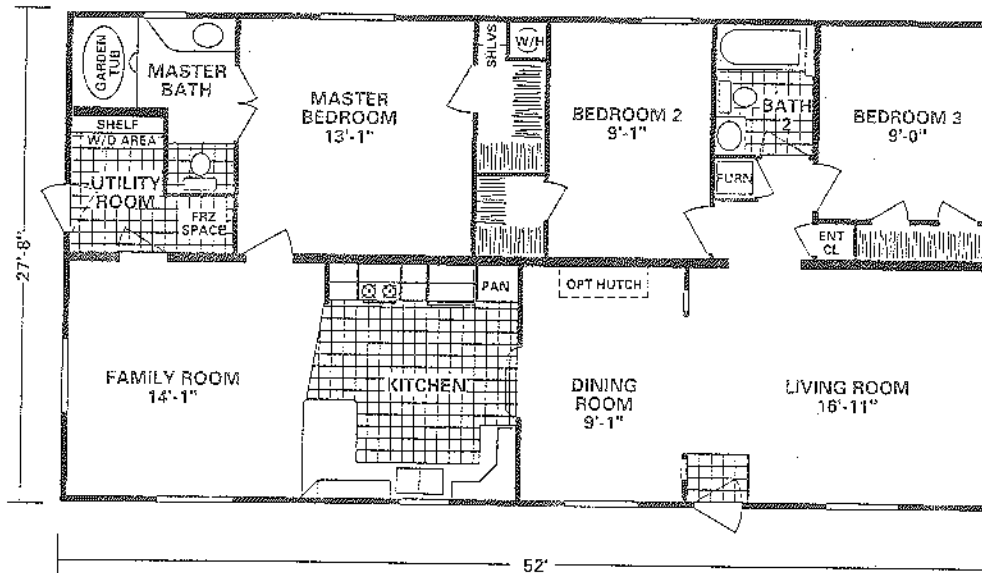 GARDEN
TUB
MASTER
BATH
SHELF
W/D AREA
UTILITY
ROOM
FRZ
SPACE
MASTER
BEDROOM
13'-1"
SHLVS
W/H
BEDROOM 2
9'-1"
BATH
2
FURN
BEDROOM 3
9'-0"
ENT
CL
27'-8"
FAMILY ROOM
14'-1"
PAN
KITCHEN
OPT HUTCH
DINING
ROOM
9'-1"
LIVING ROOM
16'-11"
52'